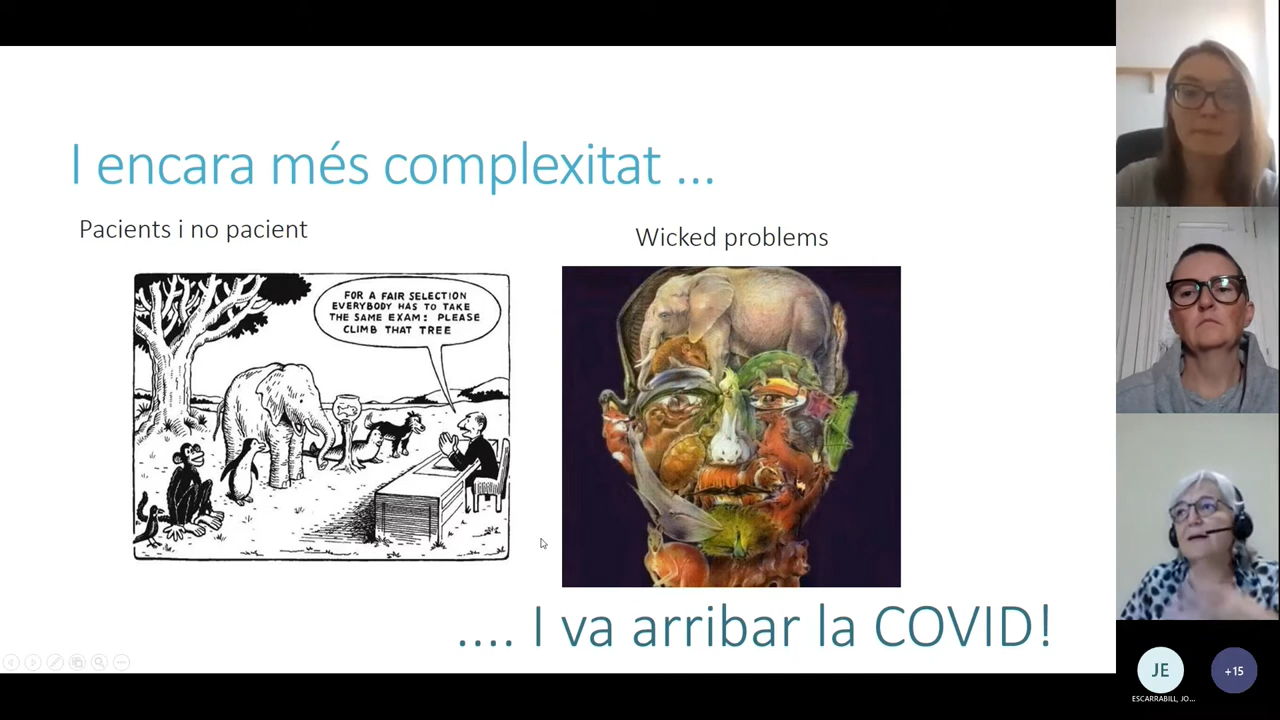 I encara més complexitat ...
Pacients i no pacient
Wicked problems
FOR A FAIR SELECTION
EVERYBODY HAS TO TAKE
THE SAME EXAM: PLEASE
CLIMB THAT TREE
.... I va arribar la COVID!
JE
+15
ESCARRABILL, JO...